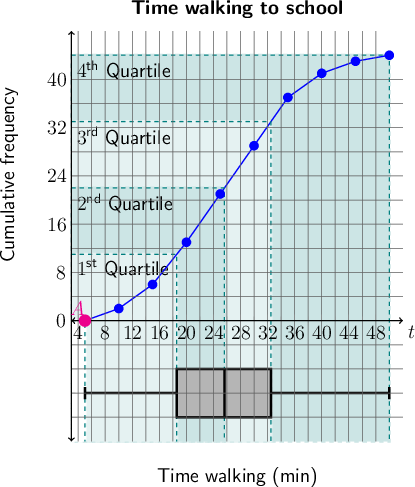 Time walking to school
Cumulative frequency
4th Quartile
40
3rd Quartile
32
24
2nd Quartile
16
8
1st Quartile
A
0
4 8 12 16 20 24 28 32 36 40 44 48 t
Time walking (min)